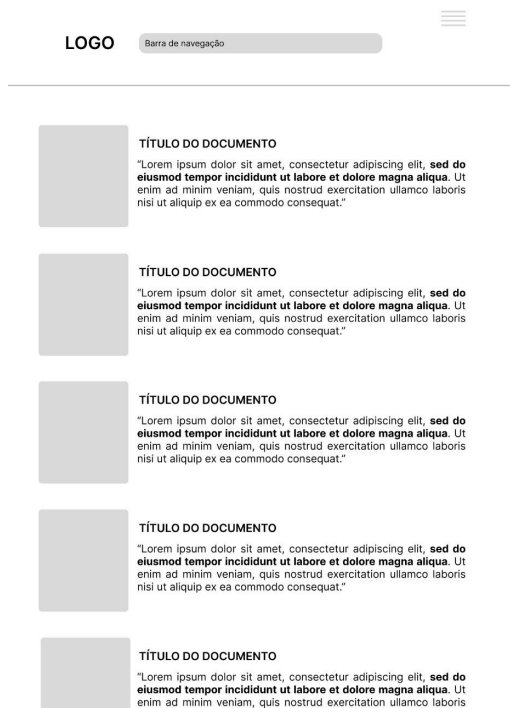 LOGO
Barra de navegação
TÍTULO DO DOCUMENTO
“Lorem ipsum dolor sit amet, consectetur adipiscing elit, sed do
eiusmod tempor incididunt ut labore et dolore magna aliqua. Ut
enim ad minim veniam, quis nostrud exercitation ullamco laboris
nisi ut aliquip ex ea commodo consequat.”
TÍTULO DO DOCUMENTO
“Lorem ipsum dolor sit amet, consectetur adipiscing elit, sed do
eiusmod tempor incididunt ut labore et dolore magna aliqua. Ut
enim ad minim veniam, quis nostrud exercitation ullamco laboris
nisi ut aliquip ex ea commodo consequat.”
TÍTULO DO DOCUMENTO
“Lorem ipsum dolor sit amet, consectetur adipiscing elit, sed do
eiusmod tempor incididunt ut labore et dolore magna aliqua. Ut
enim ad minim veniam, quis nostrud exercitation ullamco laboris
nisi ut aliquip ex ea commodo consequat.”
TÍTULO DO DOCUMENTO
“Lorem ipsum dolor sit amet, consectetur adipiscing elit, sed do
eiusmod tempor incididunt ut labore et dolore magna aliqua. Ut
enim ad minim veniam, quis nostrud exercitation ullamco laboris
nisi ut aliquip ex ea commodo consequat.”
TÍTULO DO DOCUMENTO
“Lorem ipsum dolor sit amet, consectetur adipiscing elit, sed do
eiusmod tempor incididunt ut labore et dolore magna aliqua. Ut
enim ad minim veniam, quis nostrud exercitation ullamco laboris